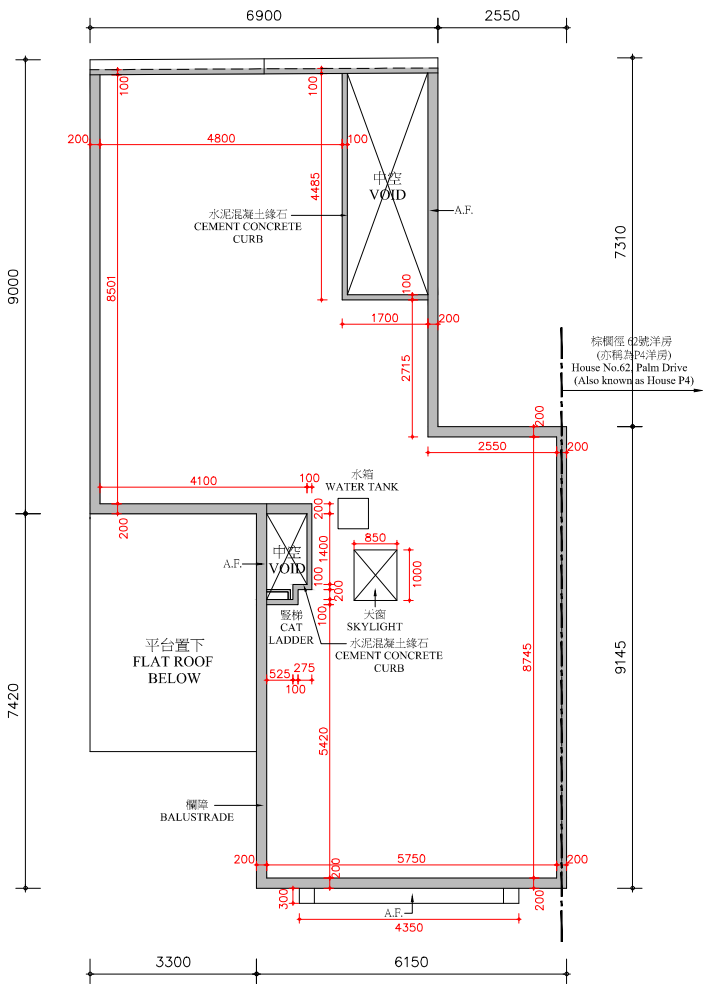 6900
2550
100
100
200
4800
100
中空
VOID
水泥混凝土緣石
CEMENT CONCRETE
CURB
A.F.
4485
9000
8501
7310
100
1700
200
2715
棕櫚徑 62號洋房
(亦稱為P4洋房)
House No.62, Palm Drive
(Also known as House P4)
200
2550
200
4100
100
水箱
WATER TANK
200
200
850
1400
中空
VOID
A.F.
1000
100
200
100
豎梯
CAT
LADDER
天窗
SKYLIGHT
水泥混凝土緣石
CEMENT CONCRETE
CURB
平台置下
FLAT ROOF
BELOW
525
275
100
8745
9145
7420
5420
欄障
BALUSTRADE
200
5750
200
200
200
300
A.F.
4350
3300
6150